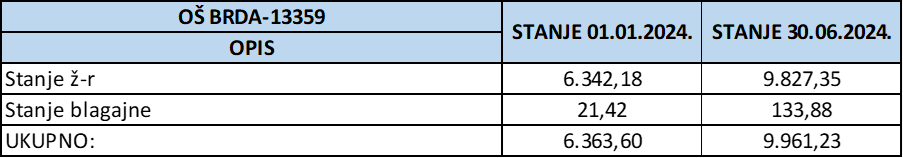 OŠ BRDA-13359
OPIS
STANJE 01.01.2024. STANJE 30.06.2024.
Stanje ž-r 6.342,18 9.827,35
Stanje blagajne 21,42 133,88
UKUPNO: 6.363,60 9.961,23